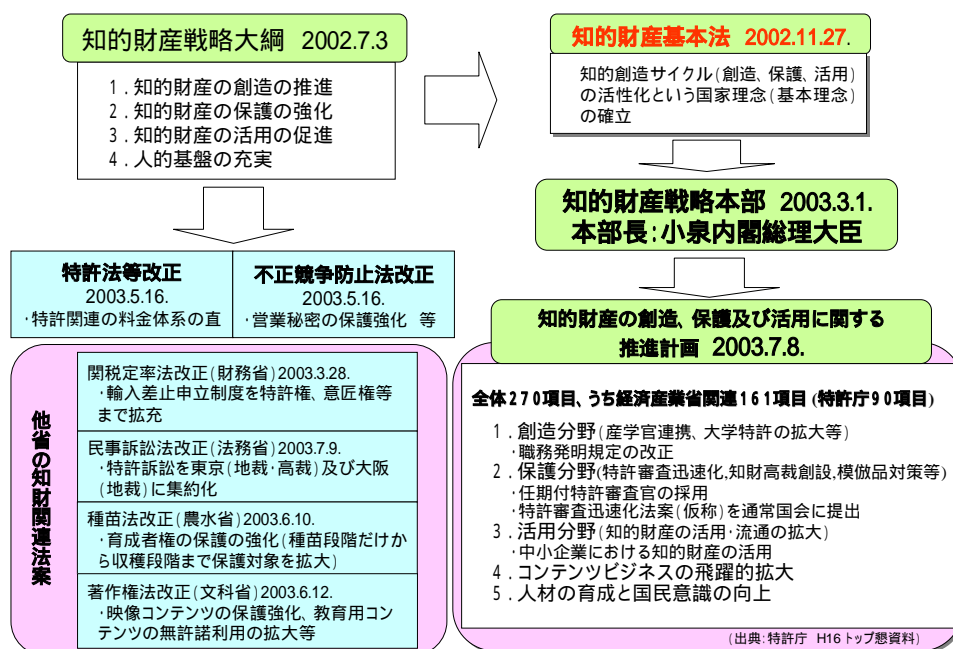 知的財産戦略大綱 2002.7.3
1．知的財産の創造の推進
2．知的財産の保護の強化
3．知的財産の活用の促進
4．人的基盤の充実
知的財産基本法 2002.11.27.
知的創造サイクル(創造、保護、活用)
の活性化という国家理念(基本理念)
の確立
知的財産戦略本部 2003.3.1.
本部長:小泉内閣総理大臣
特許法等改正
2003.5.16.
･特許関連の料金体系の直
不正競争防止法改正
2003.5.16.
･営業秘密の保護強化 等
知的財産の創造、保護及び活用に関する
推進計画 2003.7.8.
他省の知財関連法案
関税定率法改正(財務省)2003.3.28.
･輸入差止申立制度を特許権、意匠権等
まで拡充
民事訴訟法改正(法務省)2003.7.9.
･特許訴訟を東京(地裁･高裁)及び大阪
(地裁)に集約化
種苗法改正(農水省)2003.6.10.
･育成者権の保護の強化(種苗段階だけか
ら収穫段階まで保護対象を拡大)
著作権法改正(文科省)2003.6.12.
･映像コンテンツの保護強化、教育用コン
テンツの無許諾利用の拡大等
全体270項目、うち経済産業省関連161項目(特許庁90項目)
1．創造分野(産学官連携、大学特許の拡大等)
･職務発明規定の改正
2．保護分野(特許審査迅速化,知財高裁創設,模倣品対策等)
･任期付特許審査官の採用
･特許審査迅速化法案(仮称)を通常国会に提出
3．活用分野(知的財産の活用･流通の拡大)
･中小企業における知的財産の活用
4．コンテンツビジネスの飛躍的拡大
5．人材の育成と国民意識の向上
(出典:特許庁 H16トップ懇資料)